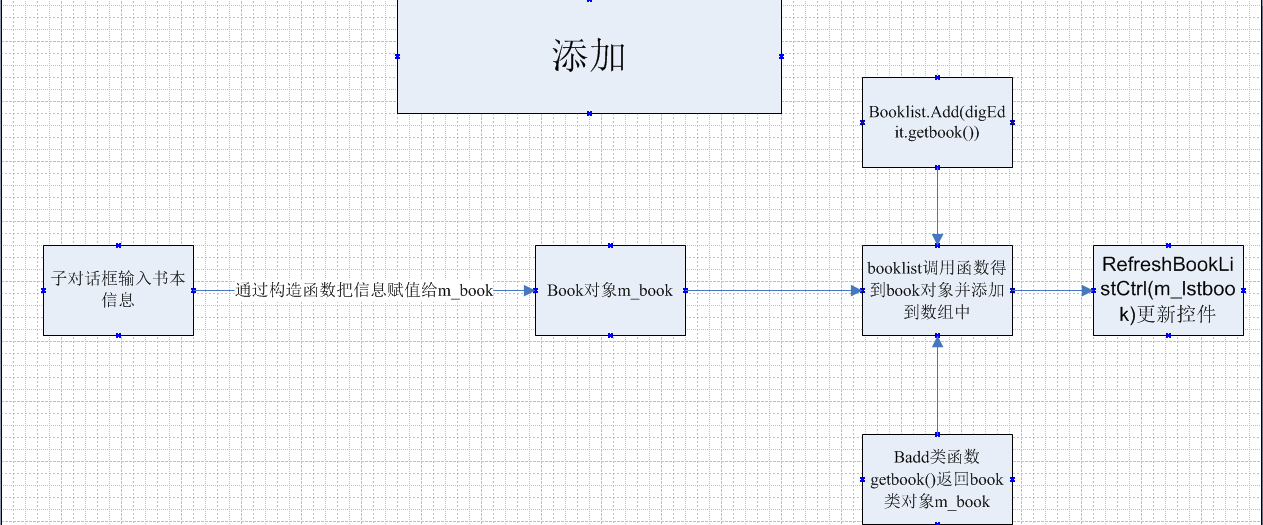 添加
Booklist.Add(digEd
it.getbook())
子对话框输入书本
信息
通过构造函数把信息赋值给m_book
Book对象m_book
booklist调用函数得
到book对象并添加
到数组中
RefreshBookLi
stCtrl(m_lstboo
k)更新控件
Badd类函数
getbook()返回book
类对象m_book